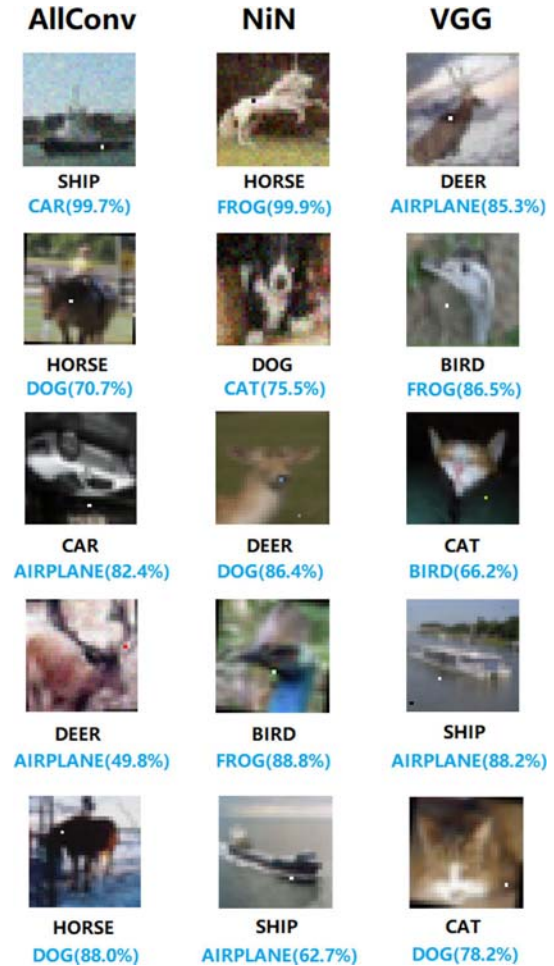 AllConv NiN VGG
SHIP HORSE DEER
CAR(99.7%) FROG(99.9%) AIRPLANE(85.3%)
HORSE DOG BIRD
DOG(70.7%) CAT(75.5%) FROG(86.5%)
CAR DEER CAT
AIRPLANE(82.4%) DOG(86.4%) BIRD(66.2%)
DEER BIRD SHIP
AIRPLANE(49.8%) FROG(88.8%) AIRPLANE(88.2%)
HORSE SHIP CAT
DOG(88.0%) AIRPLANE(62.7%) DOG(78.2%)